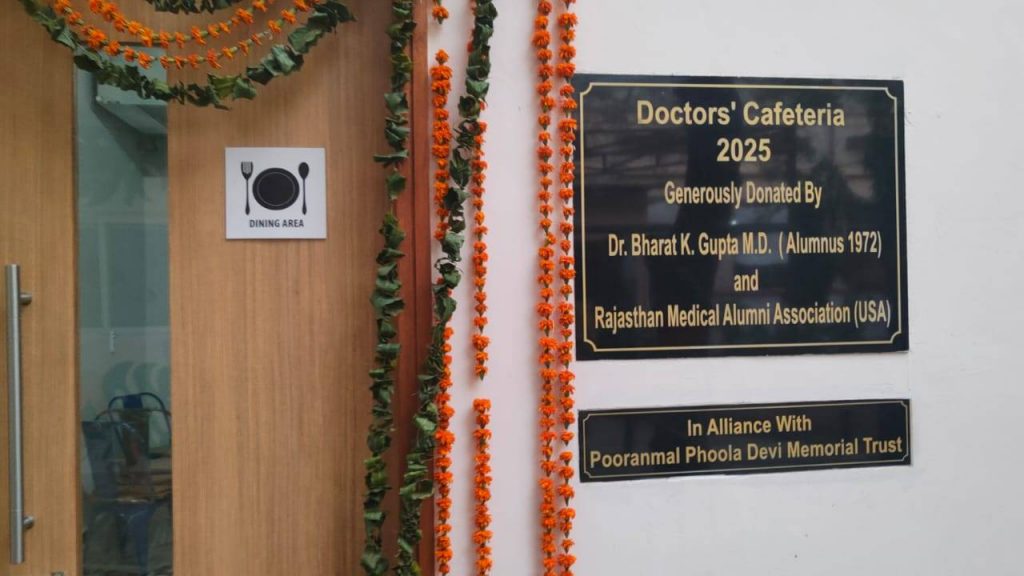 DINING AREA
Doctors' Cafeteria
2025
Generously Donated By
Dr. Bharat K. Gupta M.D. ( Alumnus 1972)
and
Rajasthan Medical Alumni Association (USA)
In Alliance With
Pooranmal Phoola Devi Memorial Trust